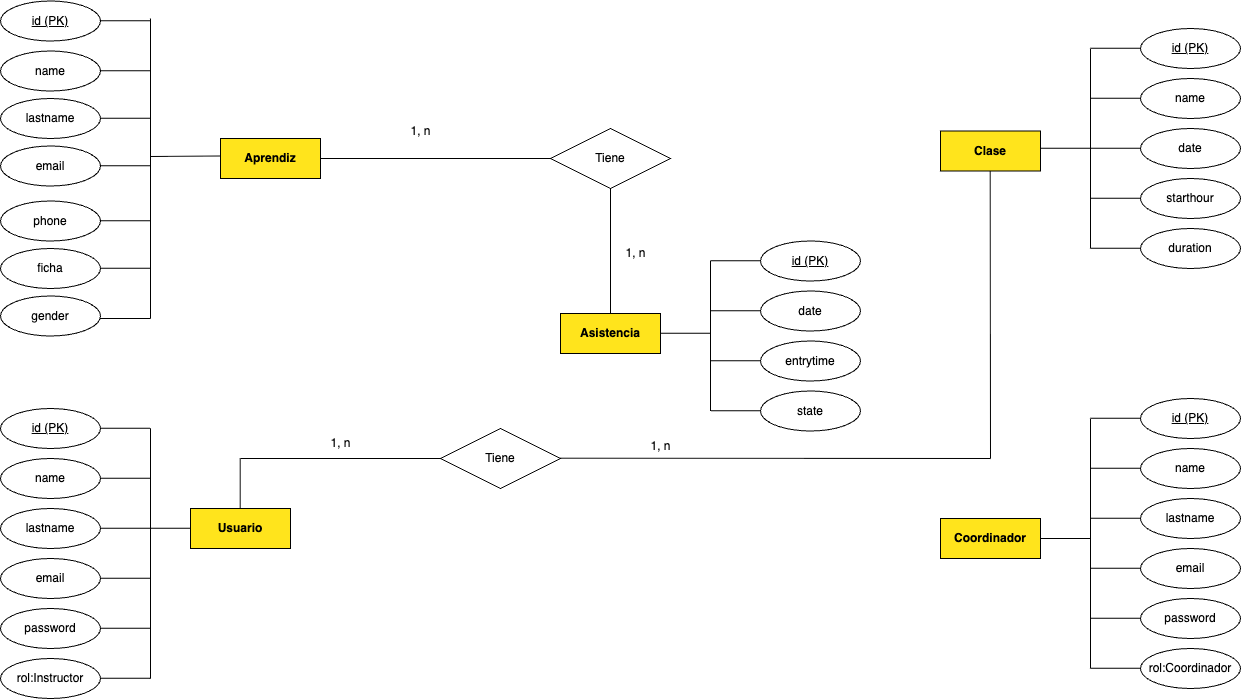 id (PK)
name
lastname
email
phone
ficha
gender
Aprendiz
1, n
Tiene
1, n
Asistencia
id (PK)
date
entrytime
state
Clase
id (PK)
name
date
starthour
duration
id (PK)
name
lastname
email
password
rol:Instructor
Usuario
1, n
Tiene
1, n
Coordinador
id (PK)
name
lastname
email
password
rol:Coordinador